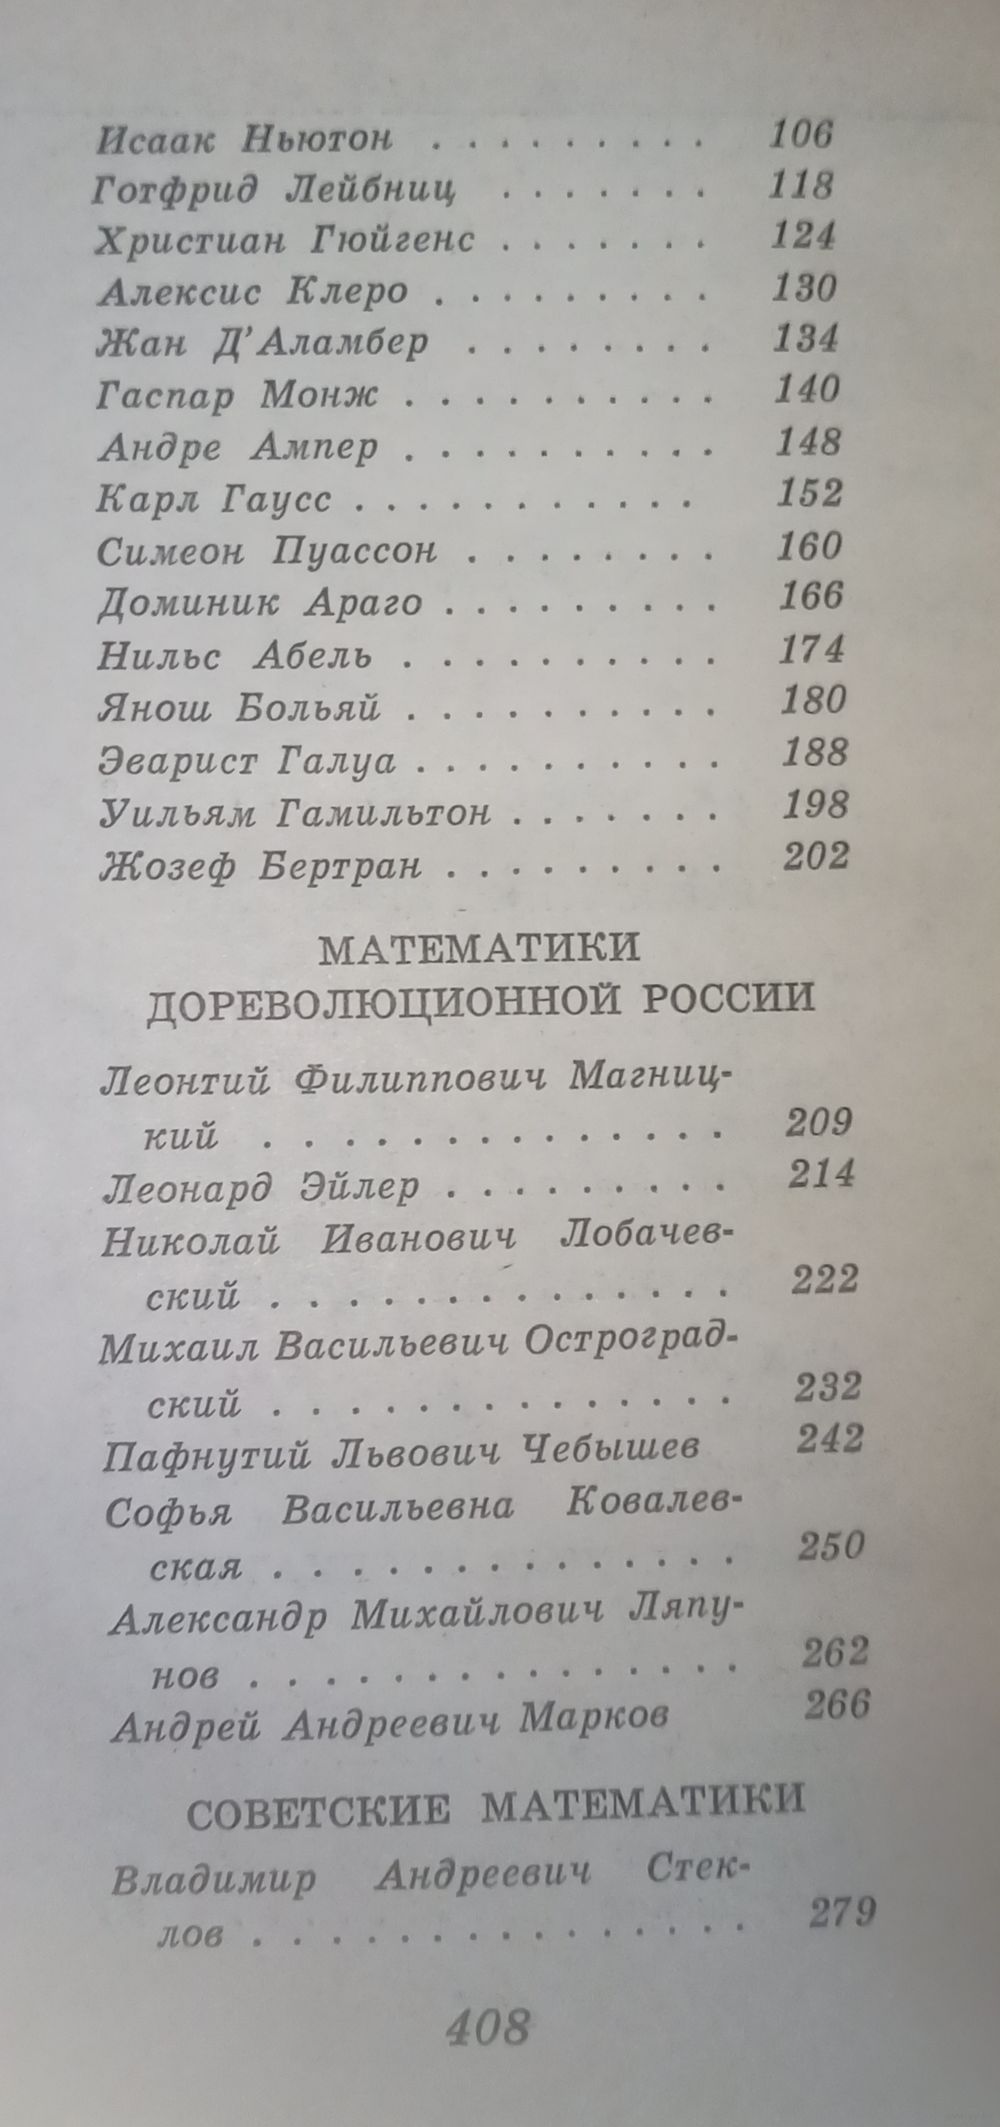 Исаак Ньютон . . . . . . . . . 106
Готфрид Лейбниц . . . . . . . 118
Христиан Гюйгенс . . . . . . . 124
Алексис Клеро . . . . . . . . . 130
Жан Д'Аламбер . . . . . . . . 134
Гаспар Монж . . . . . . . . . . 140
Андре Ампер . . . . . . . . . . 148
Карл Гаусс . . . . . . . . . . . 152
Симеон Пуассон . . . . . . . . 160
Доминик Араго . . . . . . . . . 166
Нильс Абель . . . . . . . . . . 174
Янош Больяй . . . . . . . . . . 180
Эварист Галуа . . . . . . . . . . 188
Уильям Гамильтон . . . . . . . 198
Жозеф Бертран . . . . . . . . . 202
МАТЕМАТИКИ
ДОРЕВОЛЮЦИОННОЙ РОССИИ
Леонтий Филиппович Магниц-
кий . . . . . . . . . . . . . . 209
Леонард Эйлер . . . . . . . . . 214
Николай Иванович Лобачев-
ский . . . . . . . . . . . . . . 222
Михаил Васильевич Остроград-
ский . . . . . . . . . . . . . . 232
Пафнутий Львович Чебышев 242
Софья Васильевна Ковалев-
ская . . . . . . . . . . . . . . 250
Александр Михайлович Ляпу-
нов . . . . . . . . . . . . . . . 262
Андрей Андреевич Марков 266
СОВЕТСКИЕ МАТЕМАТИКИ
Владимир Андреевич Стек-
лов . . . . . . . . . . . . . . . 279
408